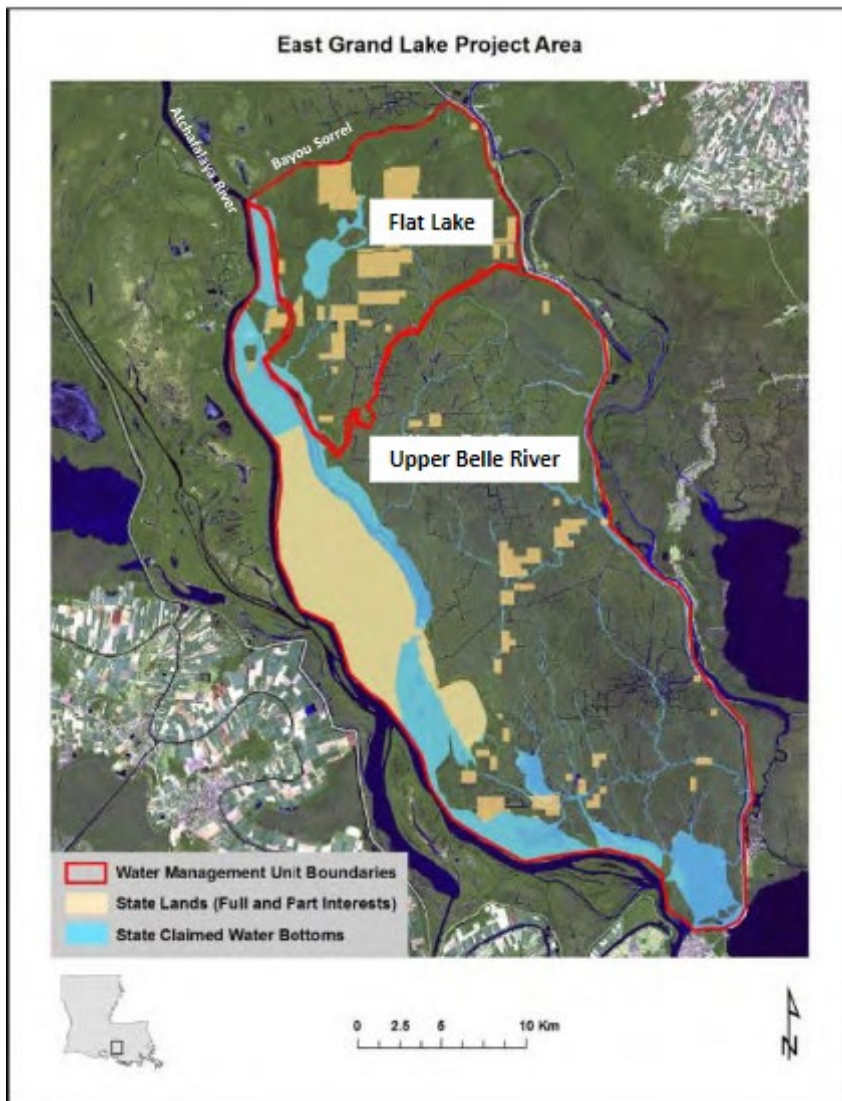 East Grand Lake Project Area
Atchafalaya River
Bayou Sorrel
Flat Lake
Upper Belle River
Water Management Unit Boundaries
State Lands (Full and Part Interests)
State Claimed Water Bottoms
0 2.5 5 10 Km
N